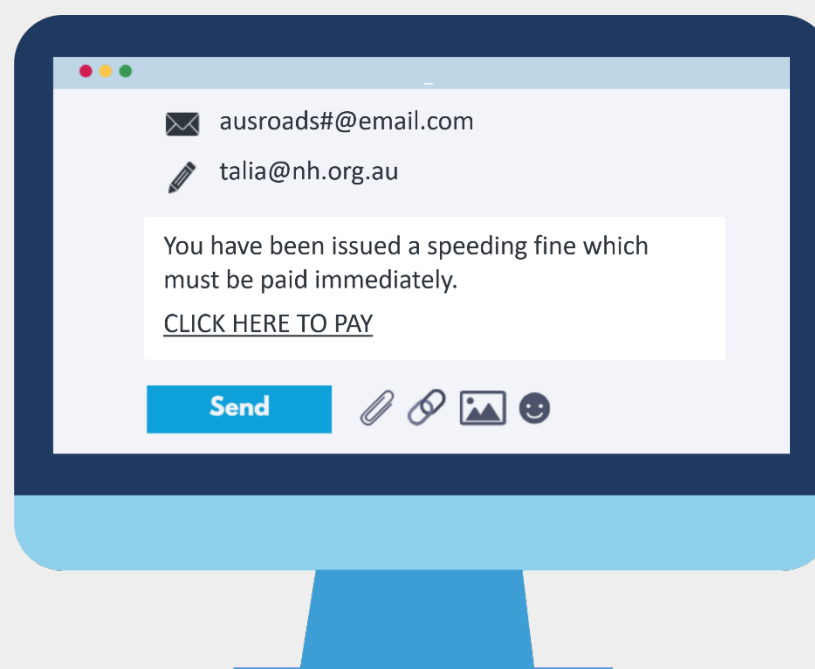 ausroads#@email.com
talia@nh.org.au
You have been issued a speeding fine which
must be paid immediately.
CLICK HERE TO PAY
Send